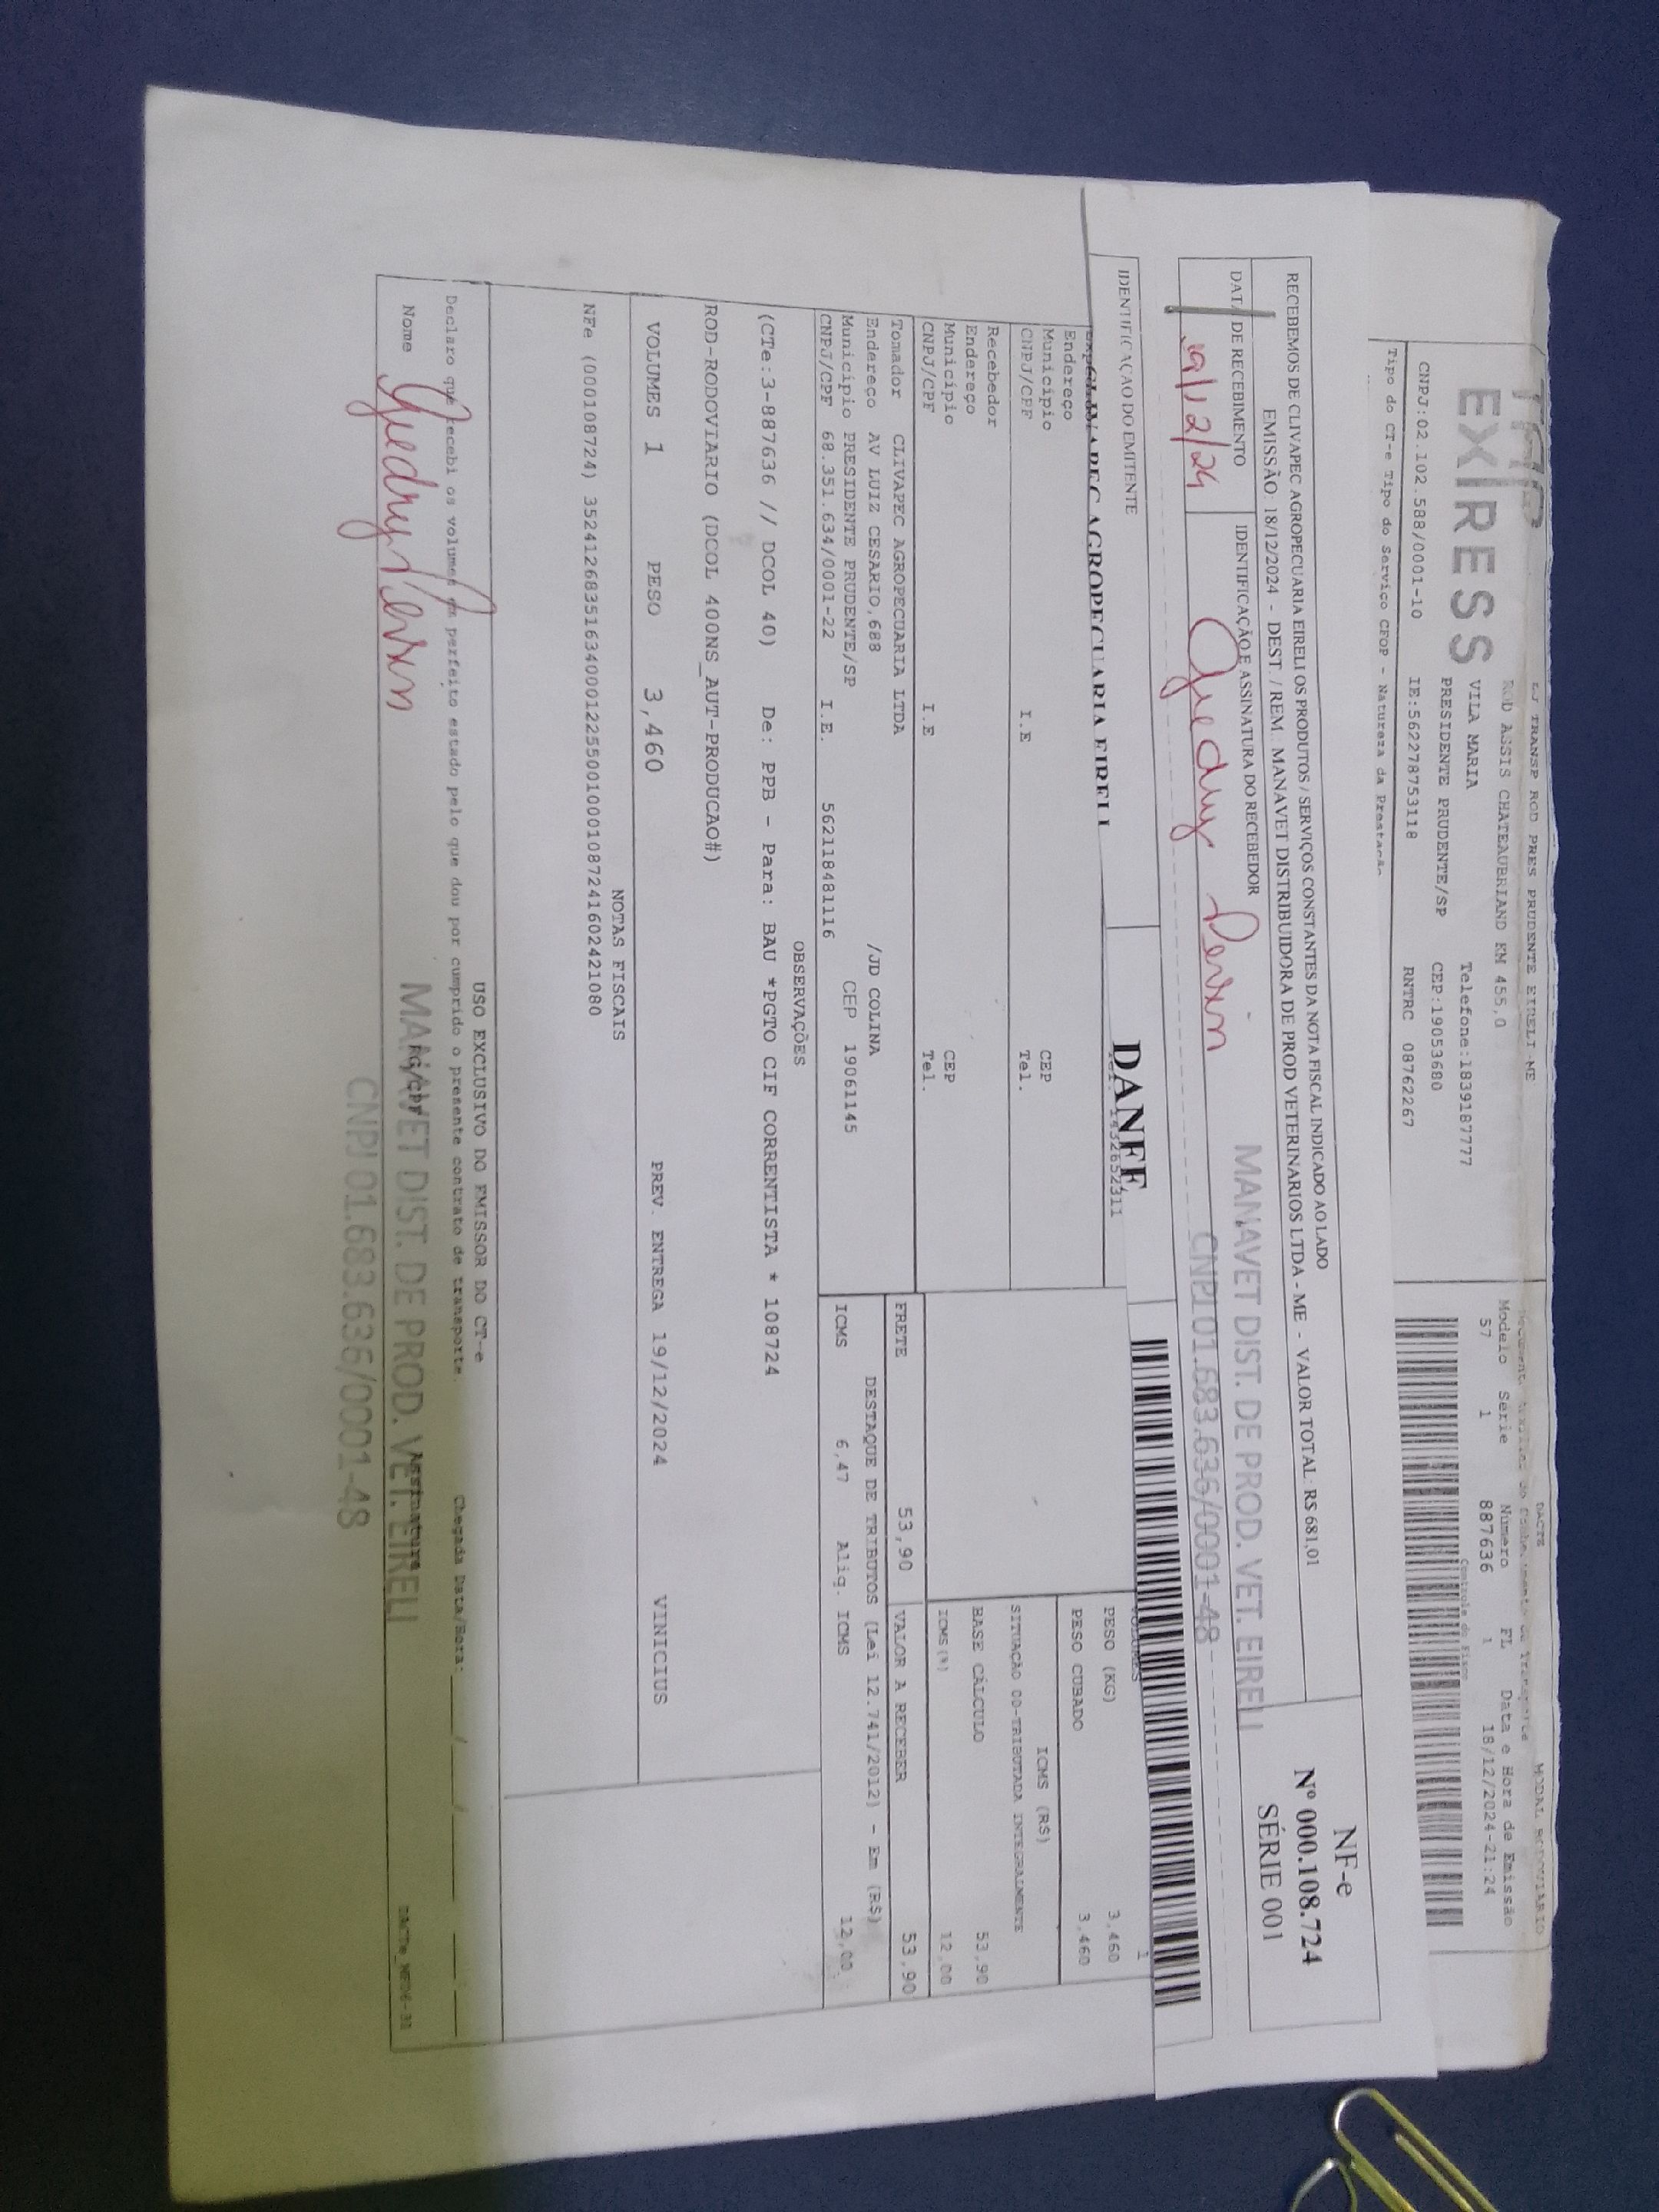 EXPRESS
TRANSP ROD PRES PRUDENTE EIRELI-ME
ROD ASSIS CHATEAUBRIAND KM 455,0
VILA MARIA Telefone:1839187777
PRESIDENTE PRUDENTE/SP CEP:19053680
CNPJ:02.102.588/0001-10 IE:562278753118 RNTRC 08762267
Tipo do CT-e Tipo do Serviço CFOP - Natureza da Prestação
DACTE MODAL RODOVIARIO
Modelo Série Numero FL Data e Hora de Emissão
57 1 887636 1 18/12/2024-21:24
Controle do Fisco
RECEBEMOS DE CLIVAPEC AGROPECUARIA EIRELI OS PRODUTOS / SERVIÇOS CONSTANTES DA NOTA FISCAL INDICADO AO LADO
EMISSÃO: 18/12/2024 - DEST. / REM.: MANAVET DISTRIBUIDORA DE PROD VETERINARIOS LTDA - ME - VALOR TOTAL: R$ 681,01
NF-e
Nº 000.108.724
SÉRIE 001
DATA DE RECEBIMENTO IDENTIFICAÇÃO E ASSINATURA DO RECEBEDOR
19/12/24
MANAVET DIST. DE PROD. VET. EIRELI
CNPJ 01.683.636/0001-48
IDENTIFICAÇÃO DO EMITENTE
DANFE
CLIVAPEC AGROPECUARIA EIRELI
1432652311
VOLUMES 1
Endereço
Município CEP
CNPJ/CPF I.E Tel.
Recebedor
Endereço
Município CEP
CNPJ/CPF I.E Tel.
PESO (KG) 3,460
PESO CUBADO 3,460
ICMS (R$)
SITUAÇÃO 00-TRIBUTADA INTEGRALMENTE
BASE CÁLCULO 53,90
ICMS(%) 12,00
Tomador CLIVAPEC AGROPECUARIA LTDA
Endereço AV LUIZ CESARIO,688 /JD COLINA
Município PRESIDENTE PRUDENTE/SP CEP 19061145
CNPJ/CPF 68.351.634/0001-22 I.E. 562118481116
FRETE 53,90 VALOR A RECEBER 53,90
DESTAQUE DE TRIBUTOS (Lei 12.741/2012) - Em (R$)
ICMS 6,47 Aliq. ICMS 12,00
OBSERVAÇÕES
(CTe:3-887636 // DCOL 40) De: PPB - Para: BAU *PGTO CIF CORRENTISTA * 108724
ROD-RODOVIARIO (DCOL 400NS_AUT-PRODUCAO#)
VOLUMES 1 PESO 3,460 PREV. ENTREGA 19/12/2024 VINICIUS
NOTAS FISCAIS
NFe (000108724) 35241268351634000122550010001087241602421080
USO EXCLUSIVO DO EMISSOR DO CT-e
Declaro que recebi os volumes em perfeito estado pelo que dou por cumprido o presente contrato de transporte. Chegada Data/Hora: / /
Nome RG/CPF Assinatura
MANAVET DIST. DE PROD. VET. EIRELI
CNPJ 01.683.636/0001-48